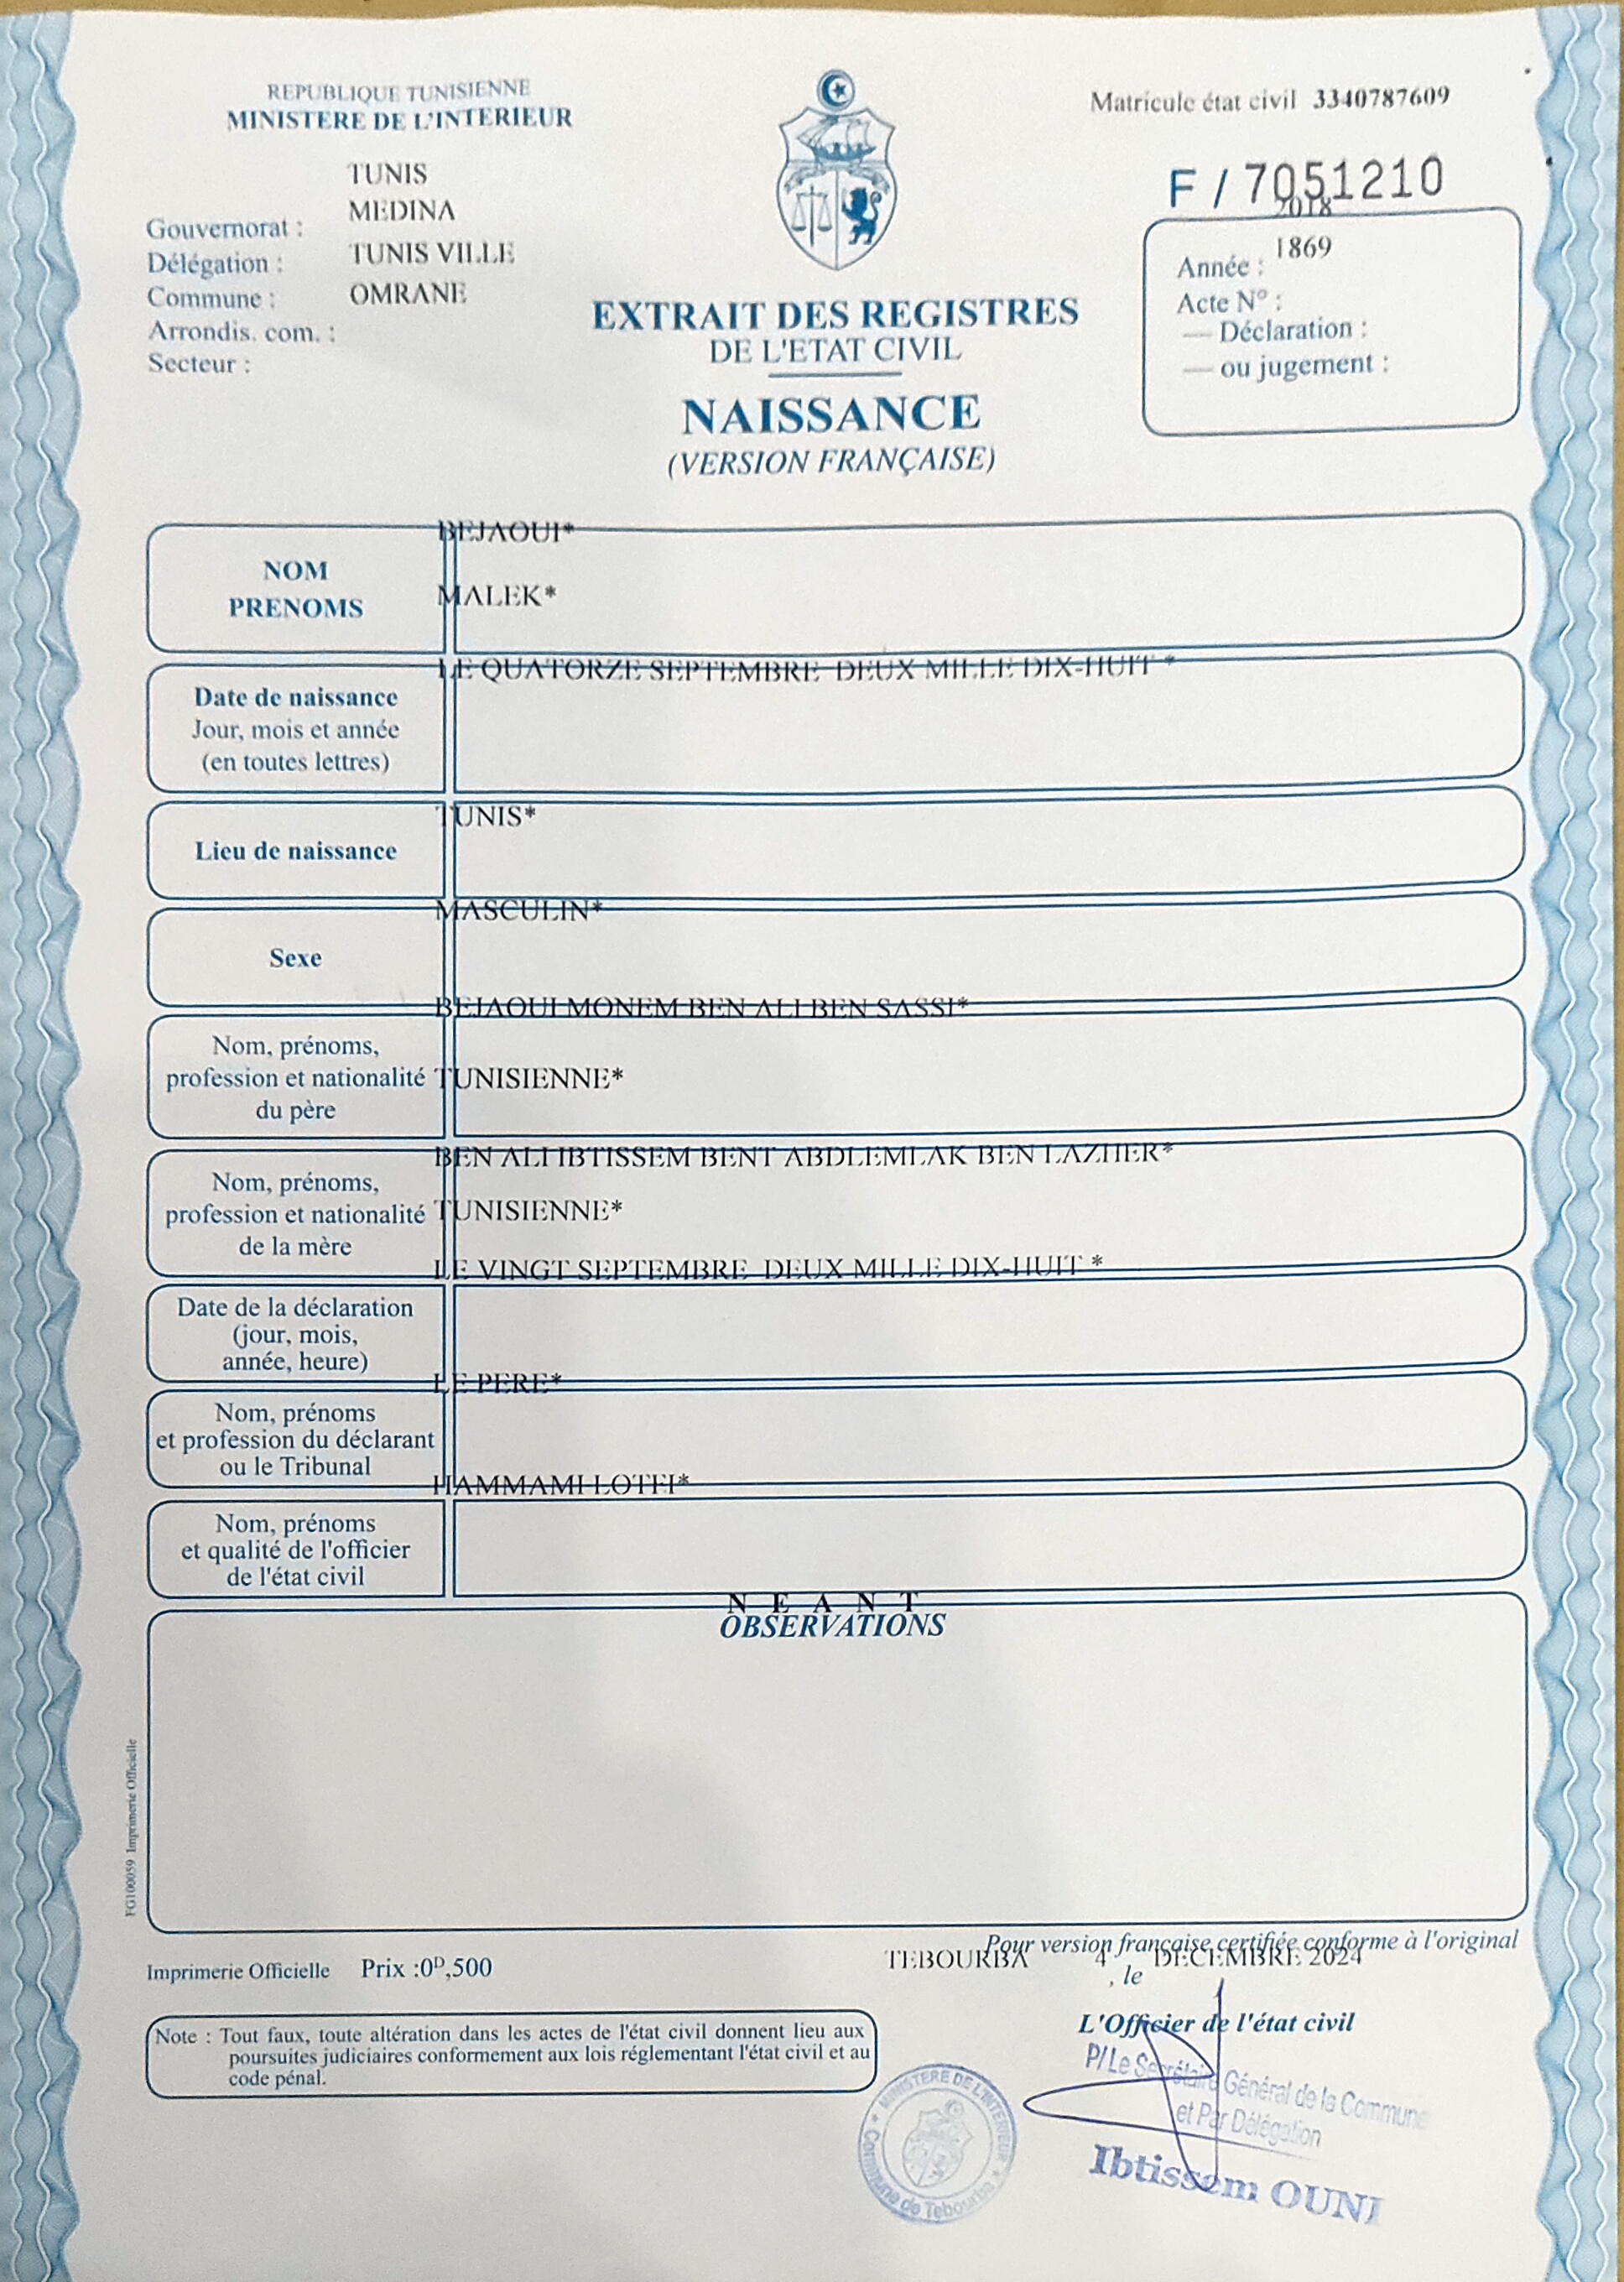 REPUBLIQUE TUNISIENNE
MINISTERE DE L'INTERIEUR
Matricule état civil 3340787609
F / 7051210
TUNIS
MEDINA
TUNIS VILLE
OMRANE
Gouvernorat :
Délégation :
Commune :
Arrondis. com. :
Secteur :
2018
1869
Année :
Acte N° :
— Déclaration :
— ou jugement :
EXTRAIT DES REGISTRES
DE L'ETAT CIVIL
NAISSANCE
(VERSION FRANÇAISE)
BEJAOUI*
NOM
PRENOMS
MALEK*
LE QUATORZE SEPTEMBRE DEUX MILLE DIX-HUIT *
Date de naissance
Jour, mois et année
(en toutes lettres)
TUNIS*
Lieu de naissance
MASCULIN*
Sexe
BEJAOUI MONEM BEN ALI BEN SASSI*
Nom, prénoms,
profession et nationalité
du père
TUNISIENNE*
BEN ALI IBTISSEM BENT ABDLEMLAK BEN LAZHER*
Nom, prénoms,
profession et nationalité
de la mère
TUNISIENNE*
LE VINGT SEPTEMBRE DEUX MILLE DIX-HUIT *
Date de la déclaration
(jour, mois,
année, heure)
LE PERE*
Nom, prénoms
et profession du déclarant
ou le Tribunal
HAMMAMI LOTFI*
Nom, prénoms
et qualité de l'officier
de l'état civil
N E A N T
OBSERVATIONS
FG100059 Imprimerie Officielle
Imprimerie Officielle Prix :0ᴰ,500
Pour version française certifiée conforme à l'original
TEBOURBA 4 DECEMBRE 2024
, le
L'Officier de l'état civil
P/Le Secrétaire Général de la Commune
et Par Délégation
Ibtissem OUNI
Note : Tout faux, toute altération dans les actes de l'état civil donnent lieu aux
poursuites judiciaires conformement aux lois réglementant l'état civil et au
code pénal.
MINISTERE DE L'INTERIEUR
Commune de Tebourba